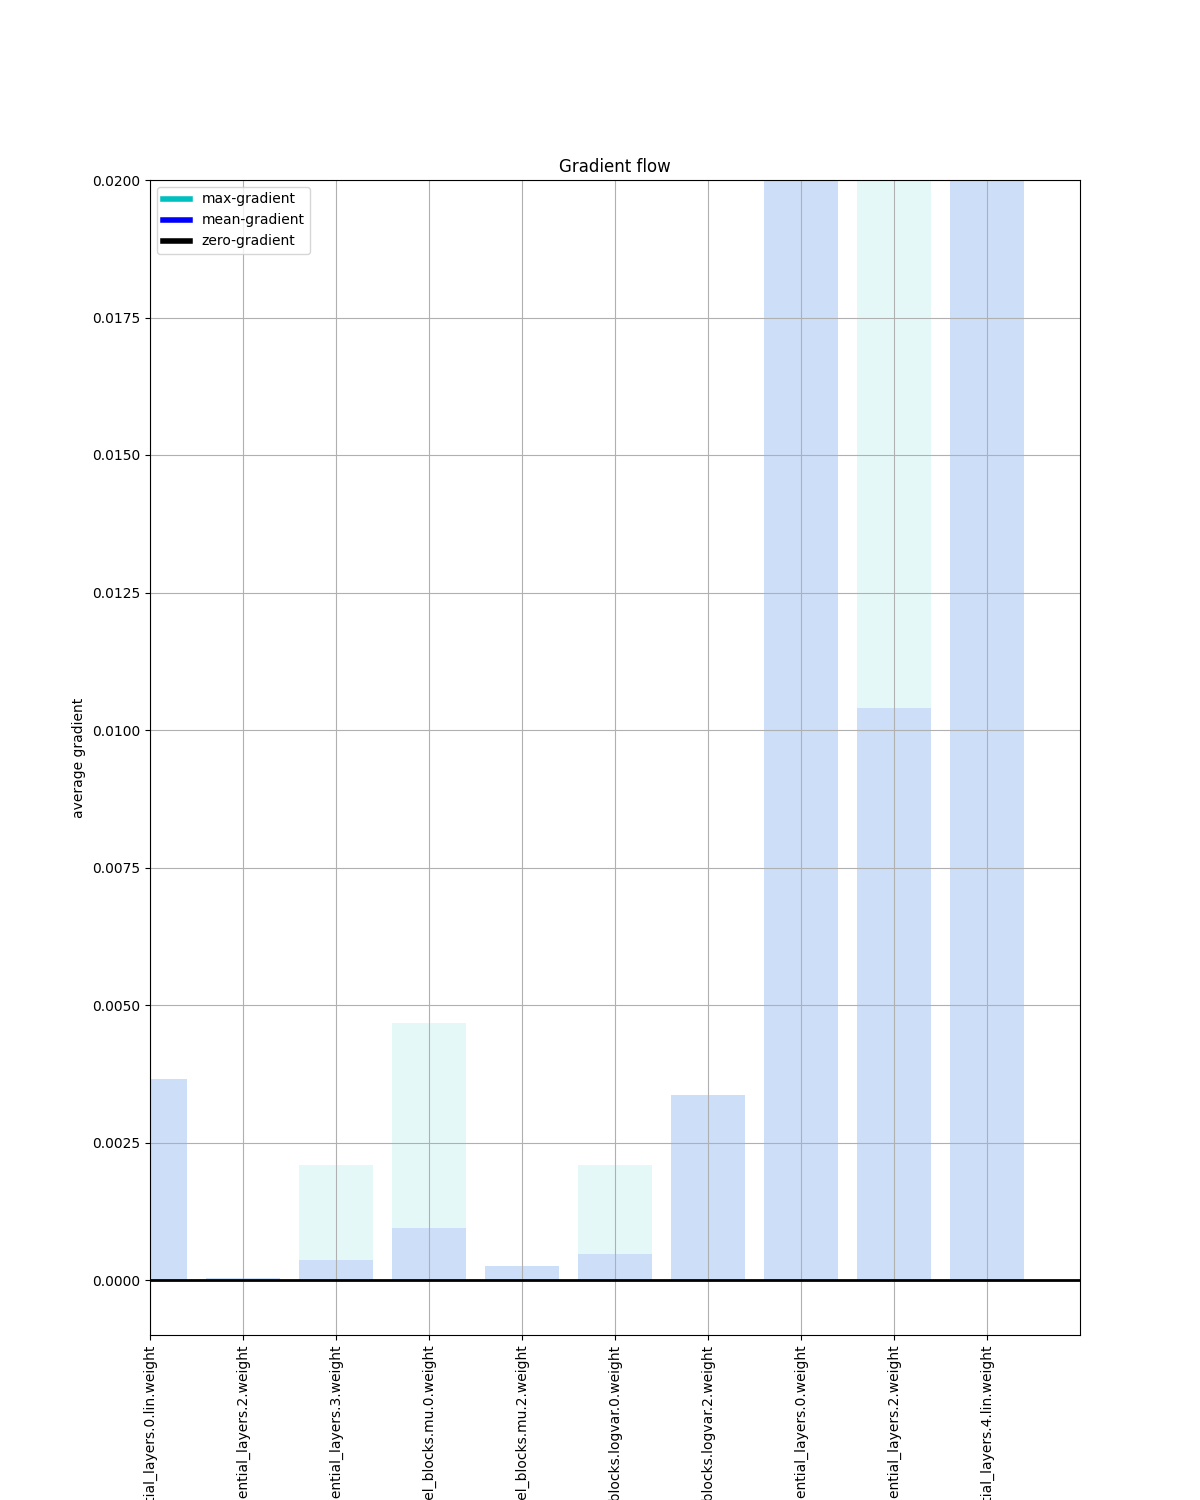 Gradient flow
max-gradient
mean-gradient
zero-gradient
0.0200
0.0175
0.0150
0.0125
0.0100
0.0075
0.0050
0.0025
0.0000
average gradient
tial_layers.0.lin.weight
ential_layers.2.weight
ential_layers.3.weight
el_blocks.mu.0.weight
el_blocks.mu.2.weight
blocks.logvar.0.weight
blocks.logvar.2.weight
ential_layers.0.weight
ential_layers.2.weight
tial_layers.4.lin.weight